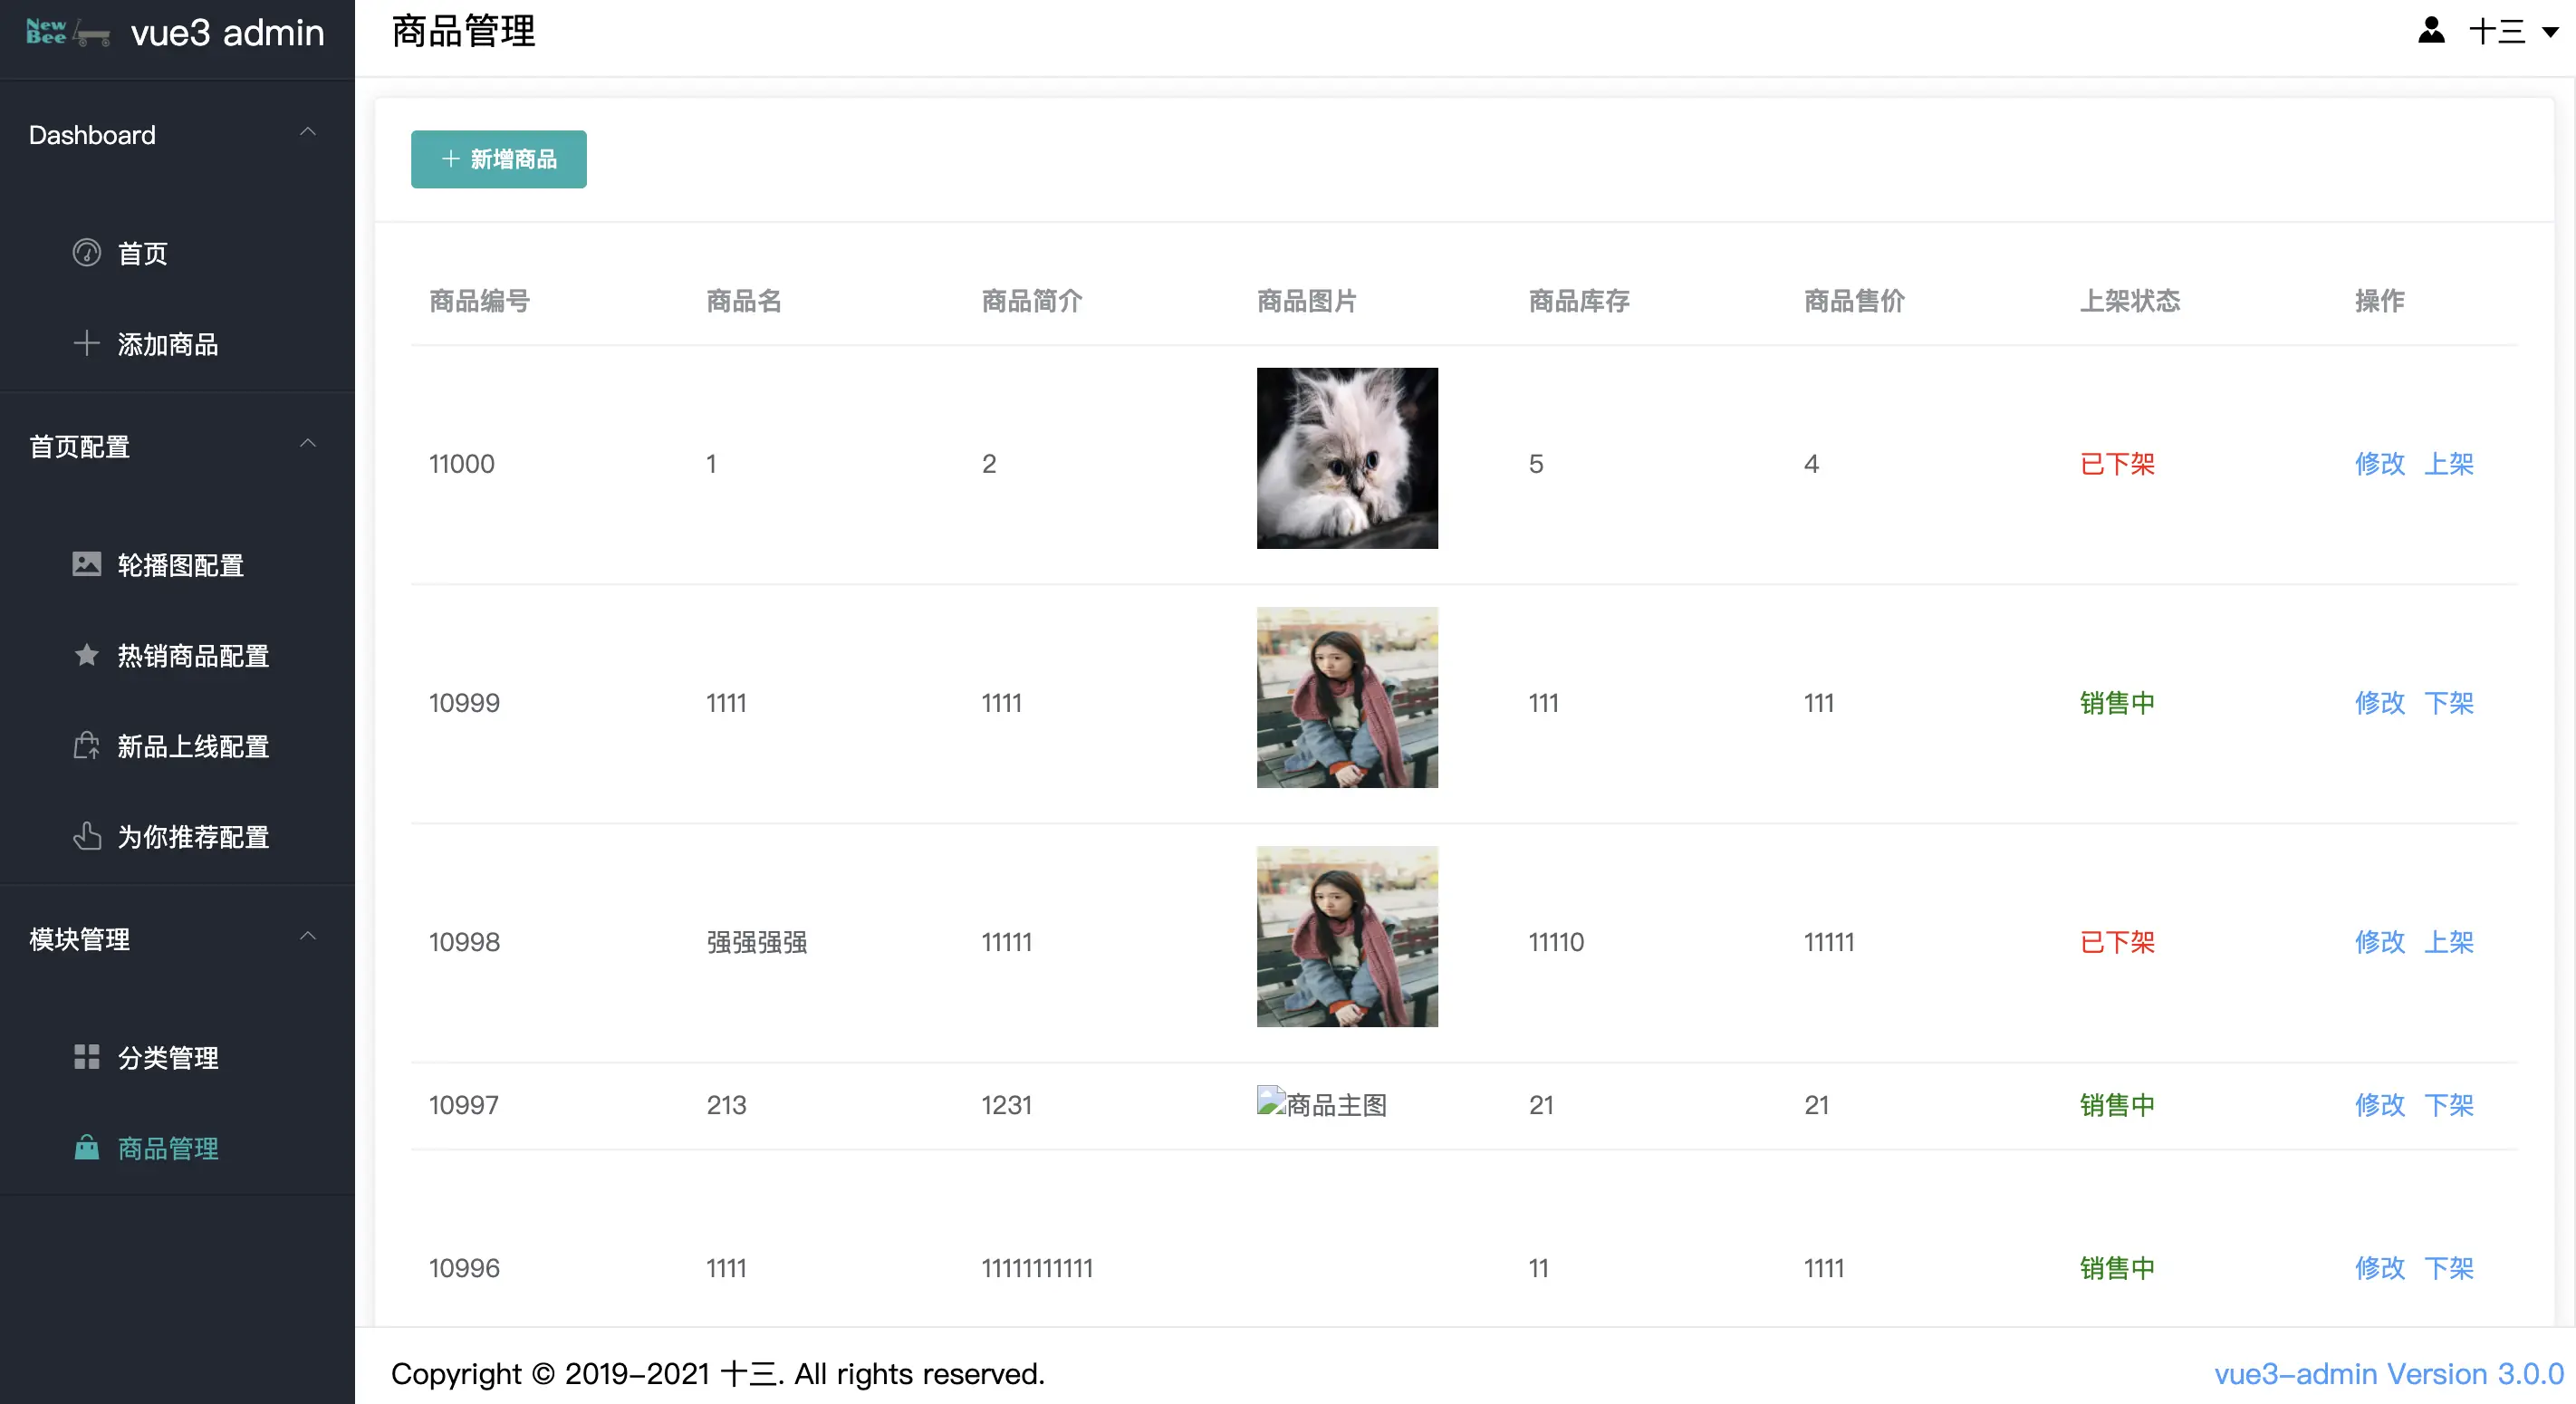 New
Bee
vue3 admin
商品管理
十三
Dashboard
首页
添加商品
首页配置
轮播图配置
热销商品配置
新品上线配置
为你推荐配置
模块管理
分类管理
商品管理
新增商品
商品编号 商品名 商品简介 商品图片 商品库存 商品售价 上架状态 操作
11000 1 2 5 4 已下架 修改 上架
10999 1111 1111 111 111 销售中 修改 下架
10998 强强强强 11111 11110 11111 已下架 修改 上架
10997 213 1231 商品主图 21 21 销售中 修改 下架
10996 1111 11111111111 11 1111 销售中 修改 下架
Copyright © 2019-2021 十三. All rights reserved.
vue3-admin Version 3.0.0